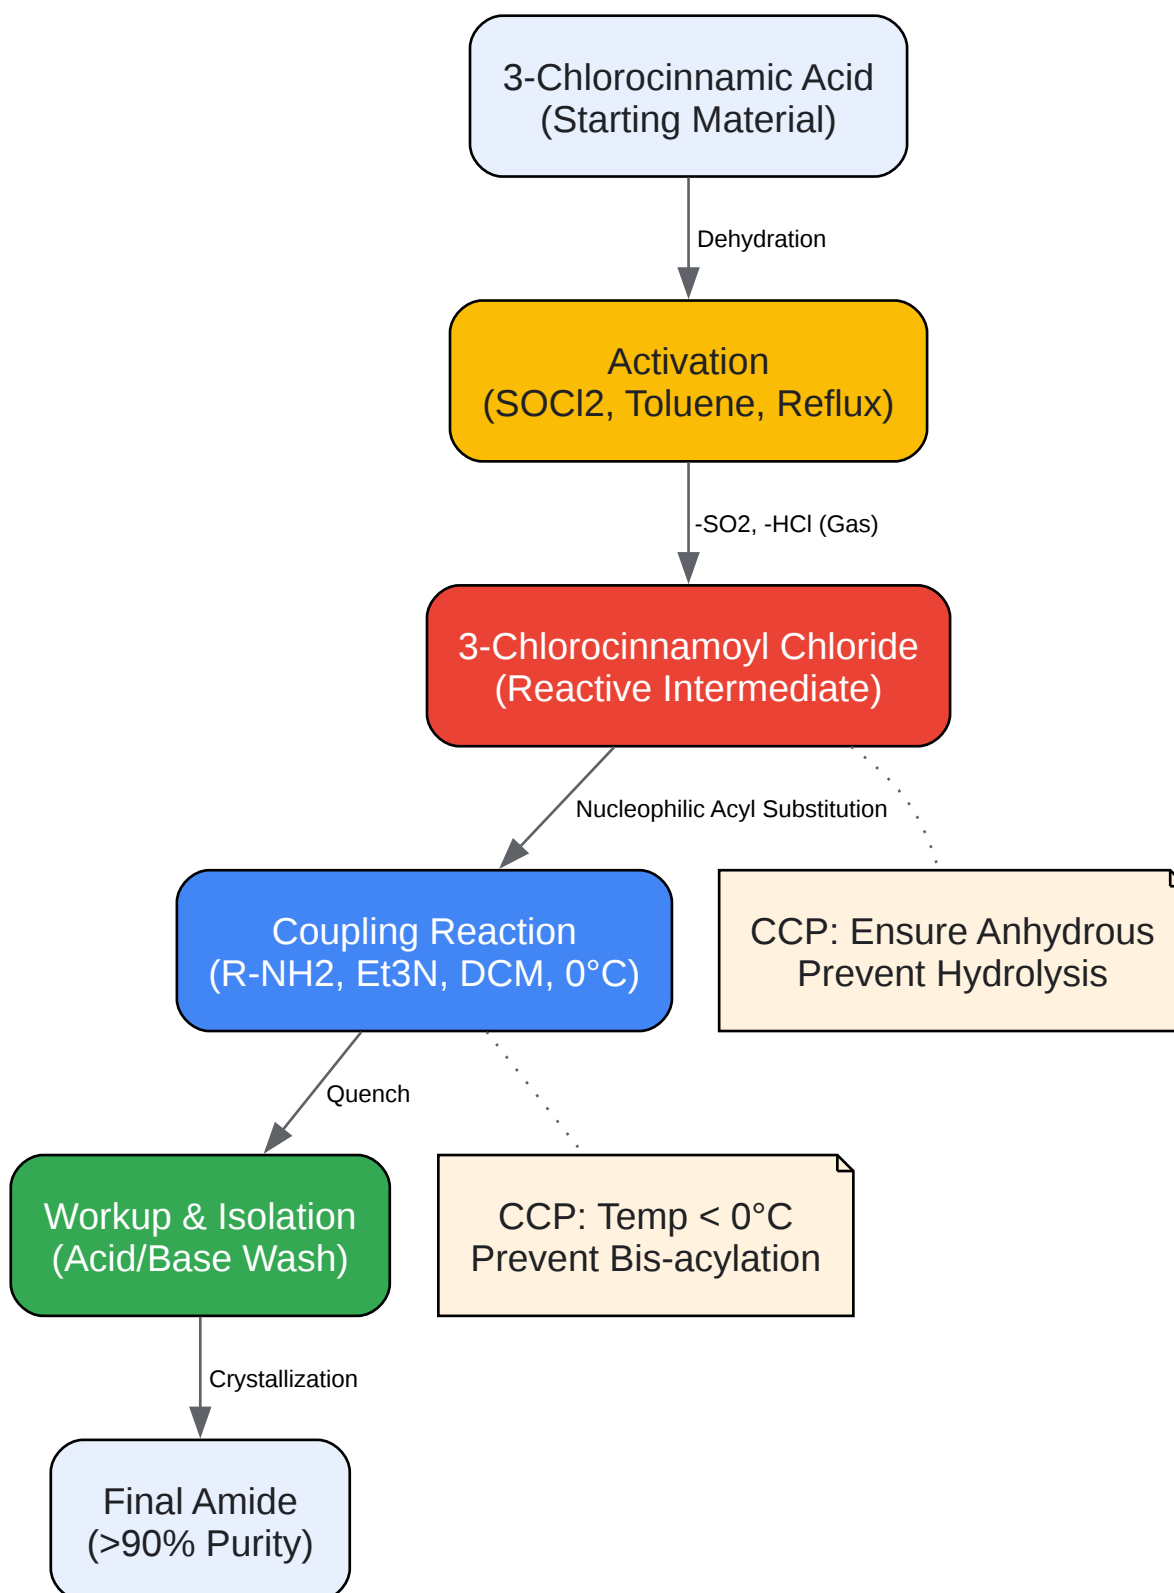 3-Chlorocinnamic Acid
(Starting Material)
Dehydration
Activation
(SOCl2, Toluene, Reflux)
-SO2, -HCl (Gas)
3-Chlorocinnamoyl Chloride
(Reactive Intermediate)
Nucleophilic Acyl Substitution
Coupling Reaction
(R-NH2, Et3N, DCM, 0°C)
CCP: Ensure Anhydrous
Prevent Hydrolysis
Quench
Workup & Isolation
(Acid/Base Wash)
CCP: Temp < 0°C
Prevent Bis-acylation
Crystallization
Final Amide
(>90% Purity)